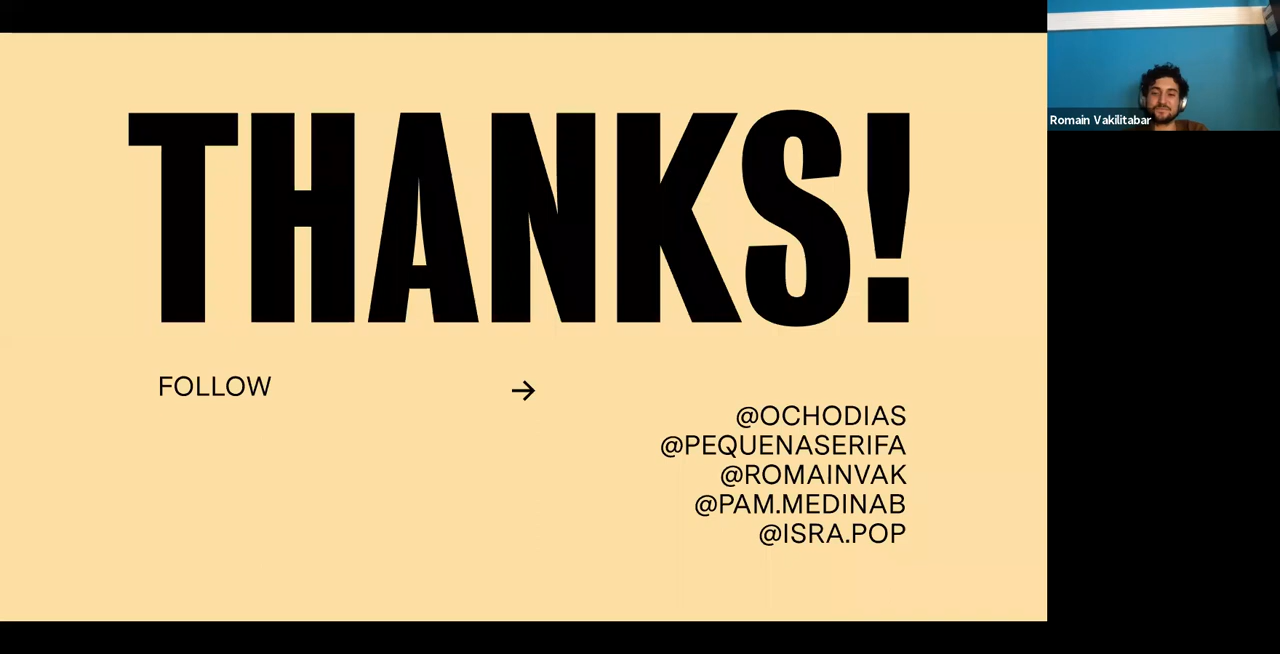 THANKS!
FOLLOW →
@OCHODIAS
@PEQUENASERIFA
@ROMAINVAK
@PAM.MEDINAB
@ISRA.POP
Romain Vakilitabar